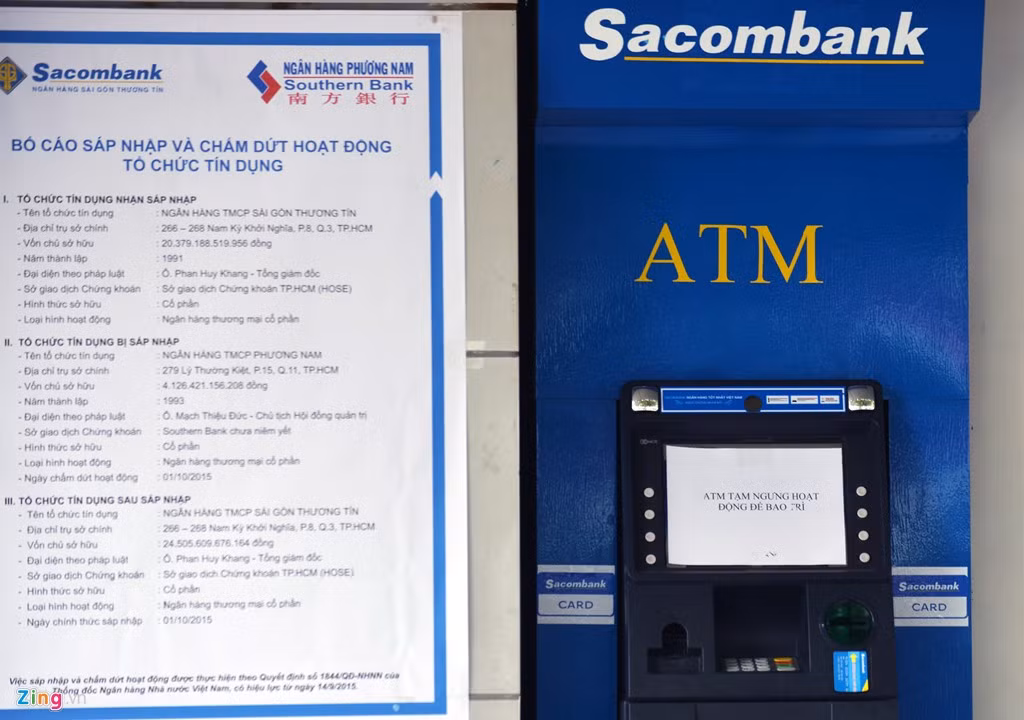 Sacombank
NGÂN HÀNG SÀI GÒN THƯƠNG TÍN
NGÂN HÀNG PHƯƠNG NAM
Southern Bank
南方銀行
BỐ CÁO SÁP NHẬP VÀ CHẤM DỨT HOẠT ĐỘNG
TỔ CHỨC TÍN DỤNG
I. TỔ CHỨC TÍN DỤNG NHẬN SÁP NHẬP
- Tên tổ chức tín dụng : NGÂN HÀNG TMCP SÀI GÒN THƯƠNG TÍN
- Địa chỉ trụ sở chính : 266 – 268 Nam Kỳ Khởi Nghĩa, P.8, Q.3, TP.HCM
- Vốn chủ sở hữu : 20.379.188.519.956 đồng
- Năm thành lập : 1991
- Đại diện theo pháp luật : Ô. Phan Huy Khang - Tổng giám đốc
- Sở giao dịch Chứng khoán : Sở giao dịch Chứng khoán TP.HCM (HOSE)
- Hình thức sở hữu : Cổ phần
- Loại hình hoạt động : Ngân hàng thương mại cổ phần
II. TỔ CHỨC TÍN DỤNG BỊ SÁP NHẬP
- Tên tổ chức tín dụng : NGÂN HÀNG TMCP PHƯƠNG NAM
- Địa chỉ trụ sở chính : 279 Lý Thường Kiệt, P.15, Q.11, TP.HCM
- Vốn chủ sở hữu : 4.126.421.156.208 đồng
- Năm thành lập : 1993
- Đại diện theo pháp luật : Ô. Mạch Thiệu Đức - Chủ tịch Hội đồng quản trị
- Sở giao dịch Chứng khoán : Southern Bank chưa niêm yết
- Hình thức sở hữu : Cổ phần
- Loại hình hoạt động : Ngân hàng thương mại cổ phần
- Ngày chấm dứt hoạt động : 01/10/2015
III. TỔ CHỨC TÍN DỤNG SAU SÁP NHẬP
- Tên tổ chức tín dụng : NGÂN HÀNG TMCP SÀI GÒN THƯƠNG TÍN
- Địa chỉ trụ sở chính : 266 – 268 Nam Kỳ Khởi Nghĩa, P.8, Q.3, TP.HCM
- Vốn chủ sở hữu : 24.505.609.676.164 đồng
- Đại diện theo pháp luật : Ô. Phan Huy Khang - Tổng giám đốc
- Sở giao dịch Chứng khoán : Sở giao dịch Chứng khoán TP.HCM (HOSE)
- Hình thức sở hữu : Cổ phần
- Loại hình hoạt động : Ngân hàng thương mại cổ phần
- Ngày chính thức sáp nhập : 01/10/2015
Việc sáp nhập và chấm dứt hoạt động được thực hiện theo Quyết định số 1844/QĐ-NHNN của
Thống đốc Ngân hàng Nhà nước Việt Nam, có hiệu lực từ ngày 14/9/2015.
Zing.vn
Sacombank
ATM
ATM TẠM NGƯNG HOẠT
ĐỘNG ĐỂ BẢO TRÌ
Sacombank
CARD
Sacombank
CARD